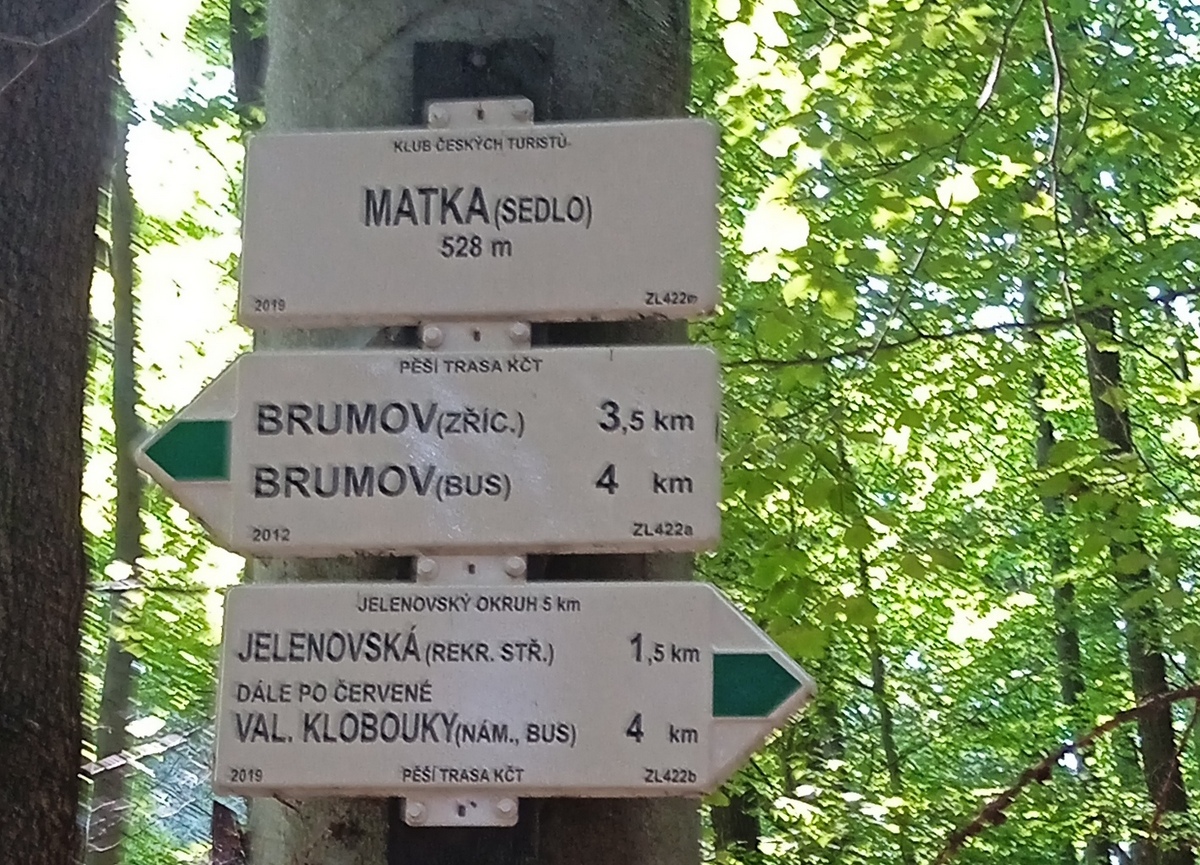 KLUB ČESKÝCH TURISTŮ
MATKA (SEDLO)
528 m
2019 ZL422m
PĚŠÍ TRASA KČT
BRUMOV (ZŘÍC.) 3,5 km
BRUMOV (BUS) 4 km
2012 ZL422a
JELENOVSKÝ OKRUH 5 km
JELENOVSKÁ (REKR. STŘ.) 1,5 km
DÁLE PO ČERVENÉ
VAL. KLOBOUKY (NÁM., BUS) 4 km
2019 PĚŠÍ TRASA KČT ZL422b